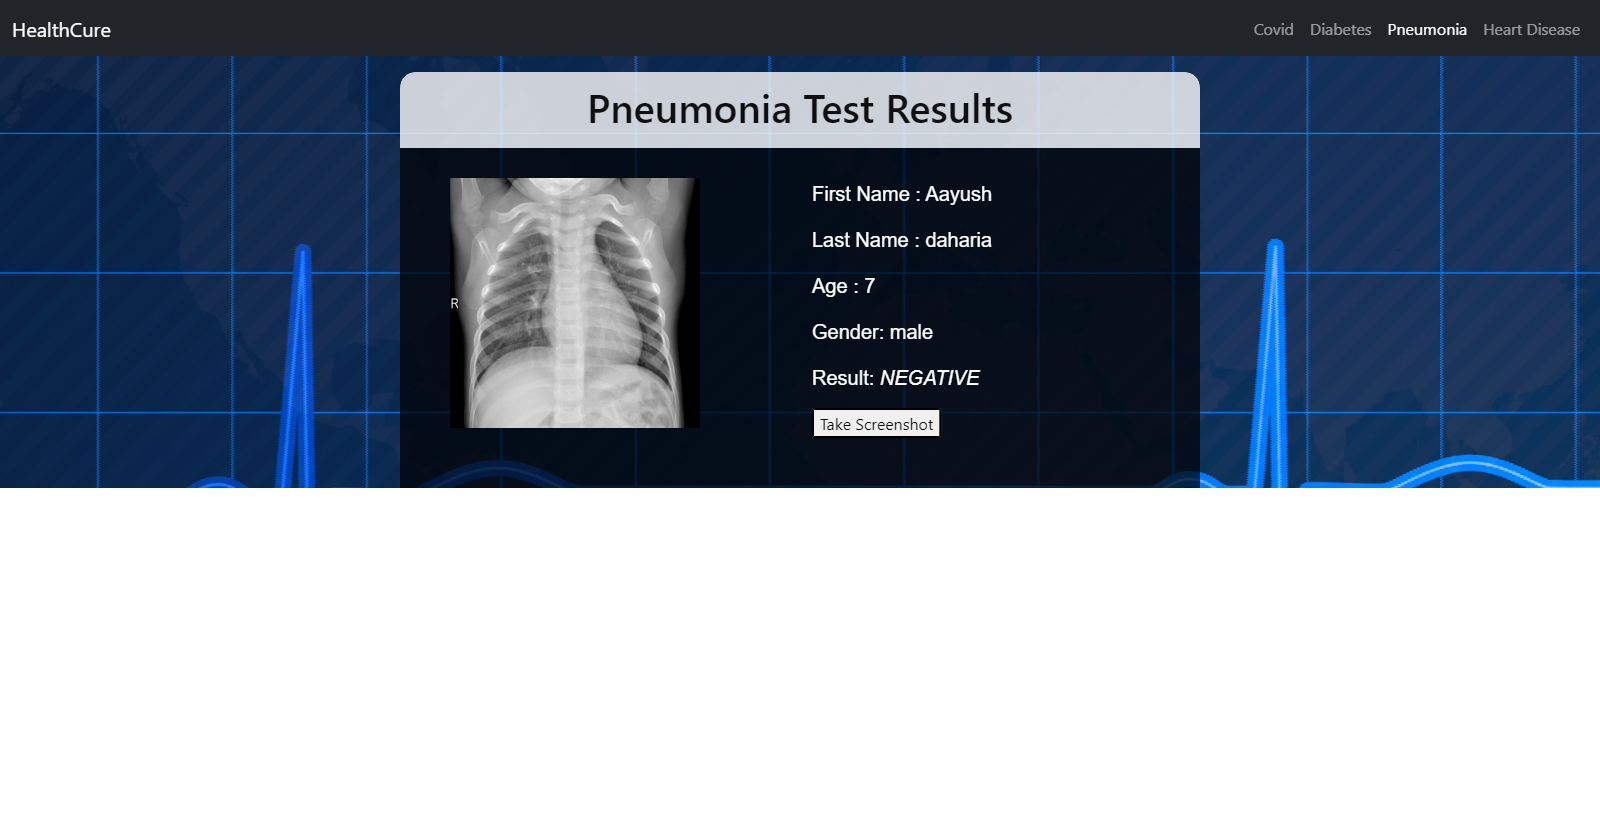 HealthCure
Covid Diabetes Pneumonia Heart Disease
Pneumonia Test Results
R
First Name : Aayush
Last Name : daharia
Age : 7
Gender: male
Result: NEGATIVE
Take Screenshot